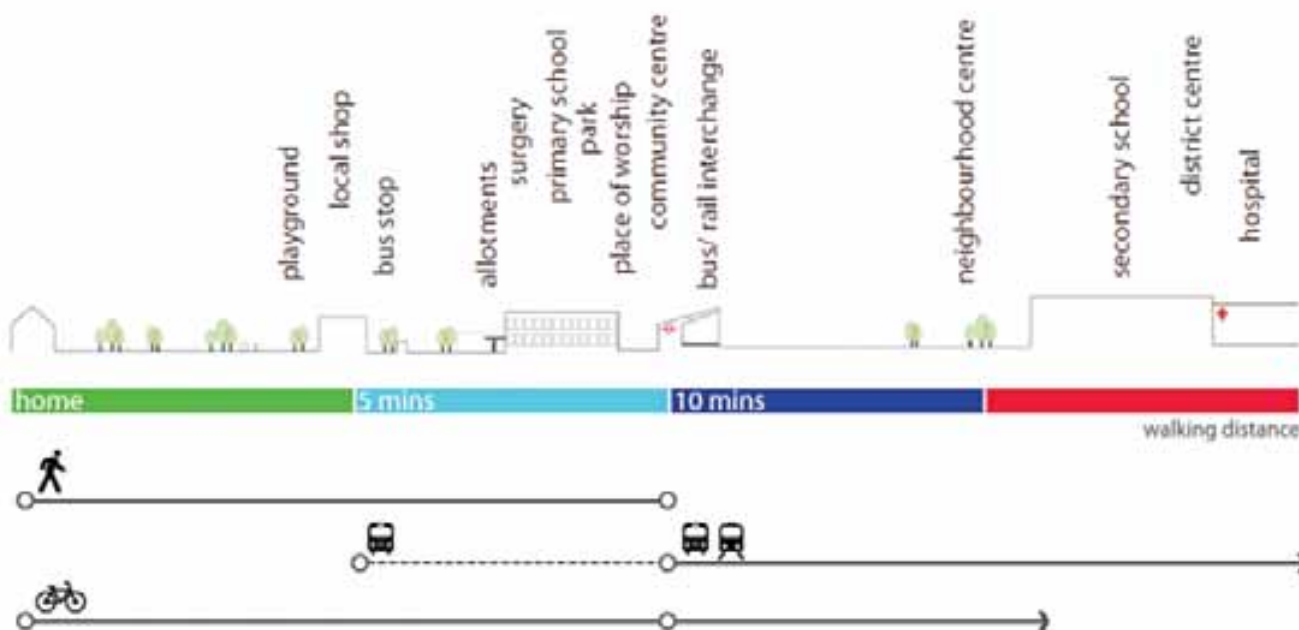 playground
local shop
bus stop
allotments
surgery
primary school
park
place of worship
community centre
bus/ rail interchange
neighbourhood centre
secondary school
district centre
hospital
home
5 mins
10 mins
walking distance